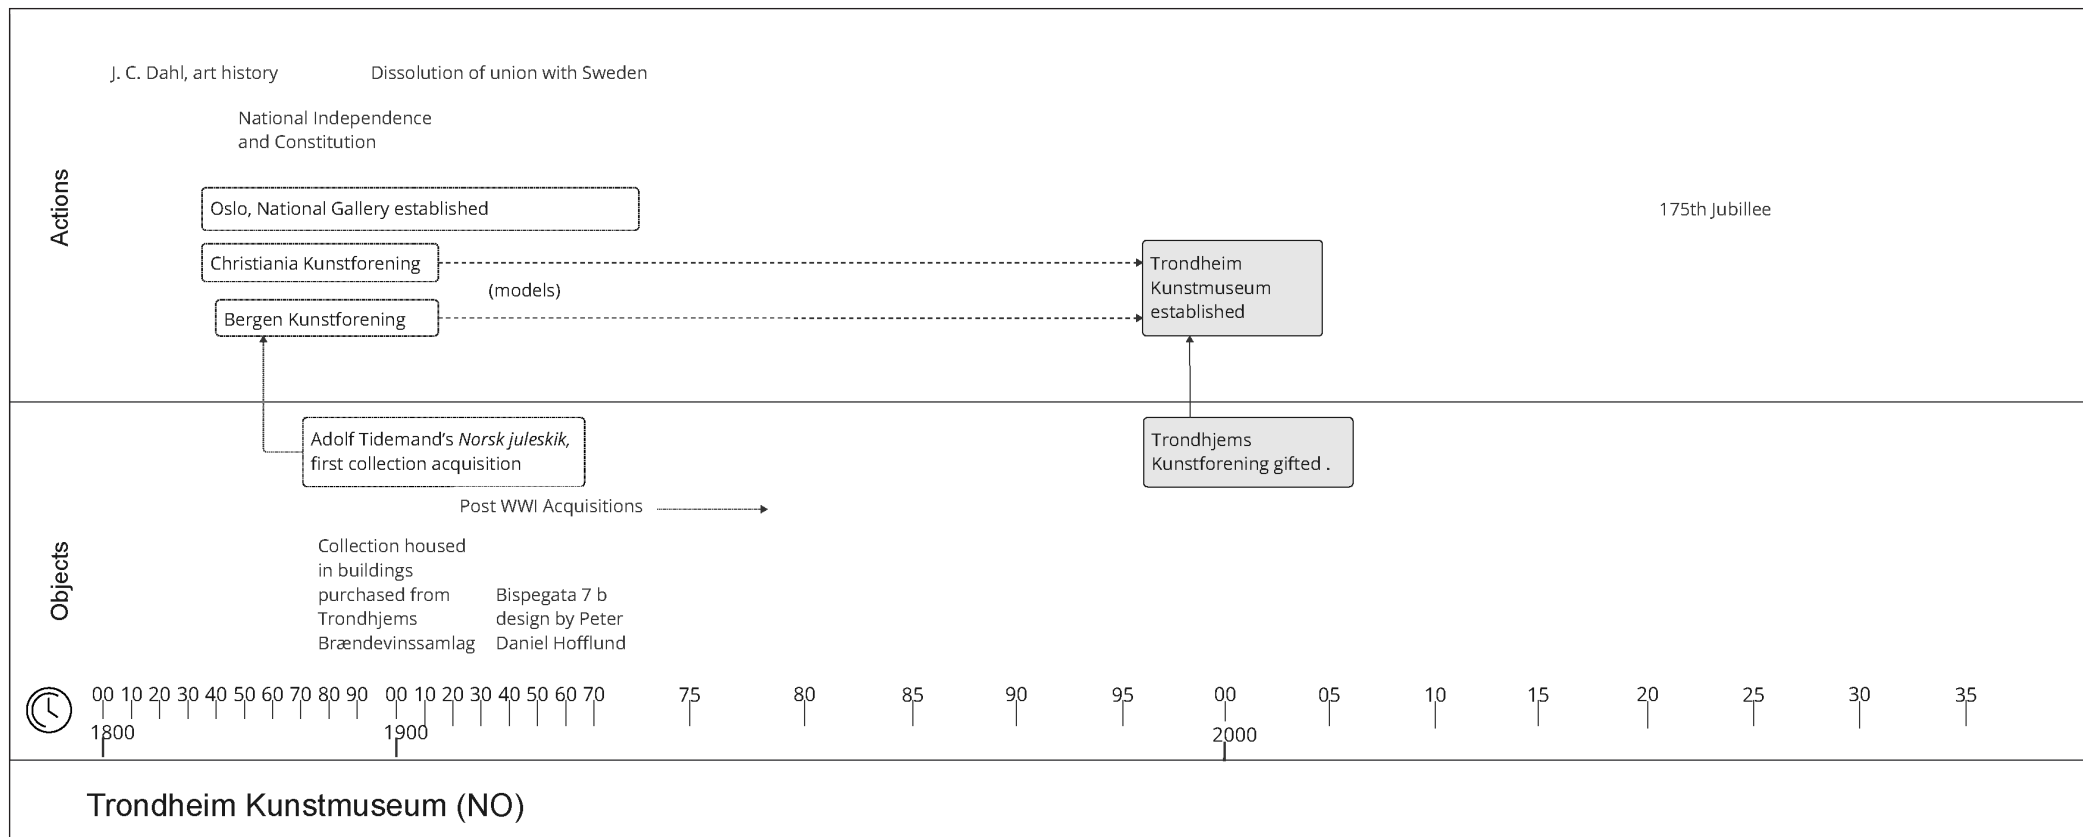 J. C. Dahl, art history
Dissolution of union with Sweden
National Independence
and Constitution
Actions
Oslo, National Gallery established
175th Jubillee
Christiania Kunstforening
(models)
Bergen Kunstforening
Trondheim
Kunstmuseum
established
Objects
Adolf Tidemand's Norsk juleskik,
first collection acquisition
Trondhjems
Kunstforening gifted .
Post WWI Acquisitions
Collection housed
in buildings
purchased from
Trondhjems
Brændevinssamlag
Bispegata 7 b
design by Peter
Daniel Hofflund
00 10 20 30 40 50 60 70 80 90 00 10 20 30 40 50 60 70 75 80 85 90 95 00 05 10 15 20 25 30 35
1800 1900 2000
Trondheim Kunstmuseum (NO)